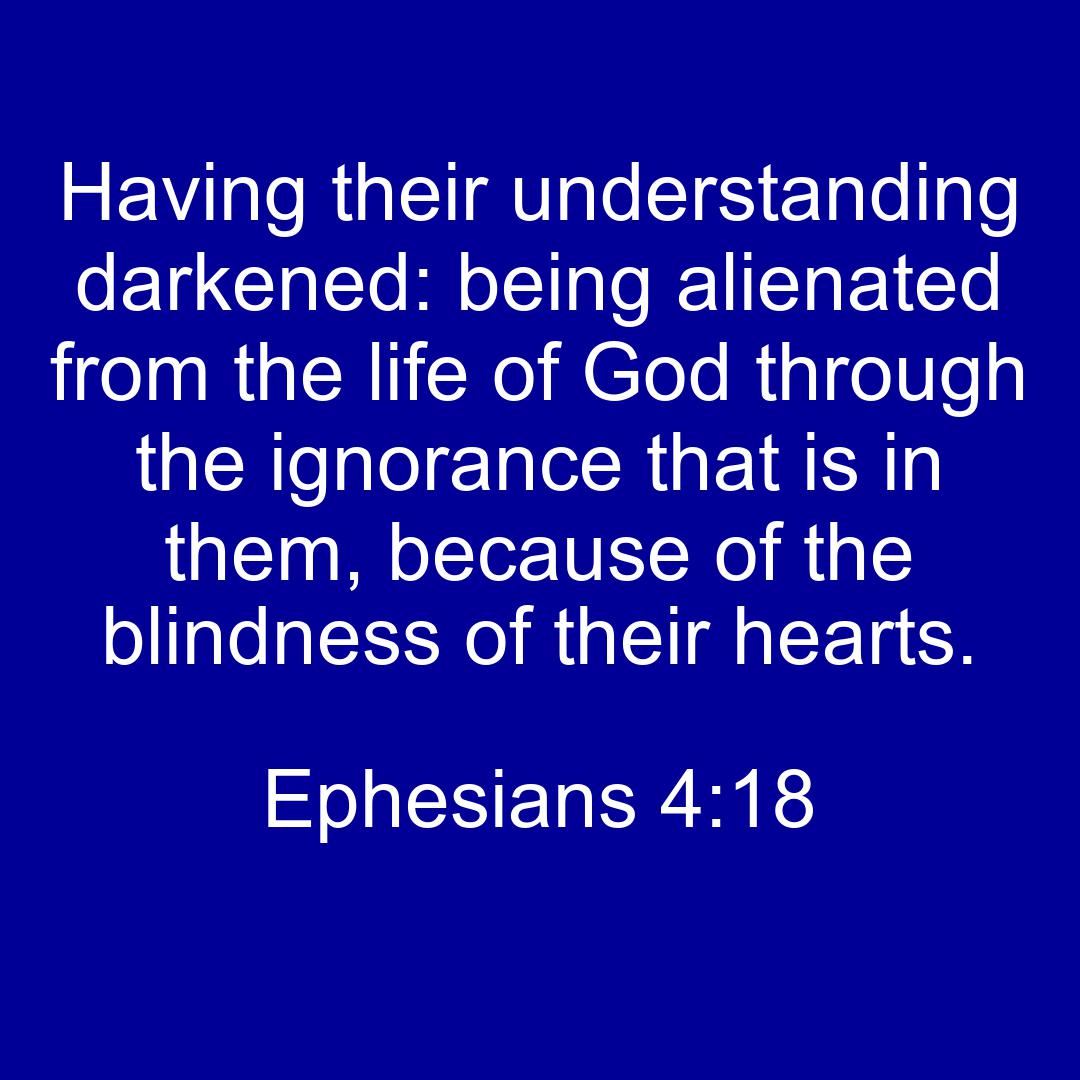 Having their understanding
darkened: being alienated
from the life of God through
the ignorance that is in
them, because of the
blindness of their hearts.
Ephesians 4:18